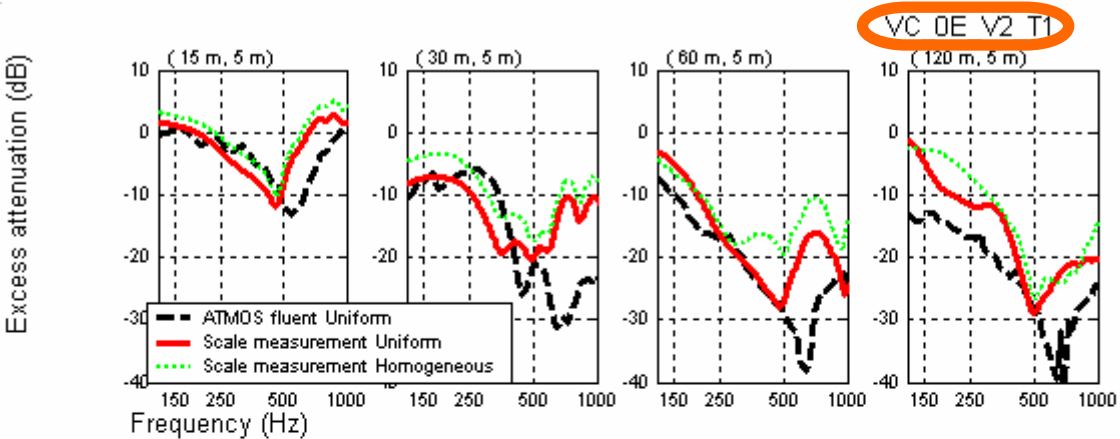 VC 0E V2 T1
(15 m, 5 m) (30 m, 5 m) (60 m, 5 m) (120 m, 5 m)
Excess attenuation (dB)
10 10 10 10
0 0 0 0
-10 -10 -10 -10
-20 -20 -20 -20
-30 -30 -30
ATMOS fluent Uniform
Scale measurement Uniform
Scale measurement Homogeneous
-40 -40 -40
150 250 500 1000 150 250 500 1000 150 250 500 1000 150 250 500 1000
Frequency (Hz)